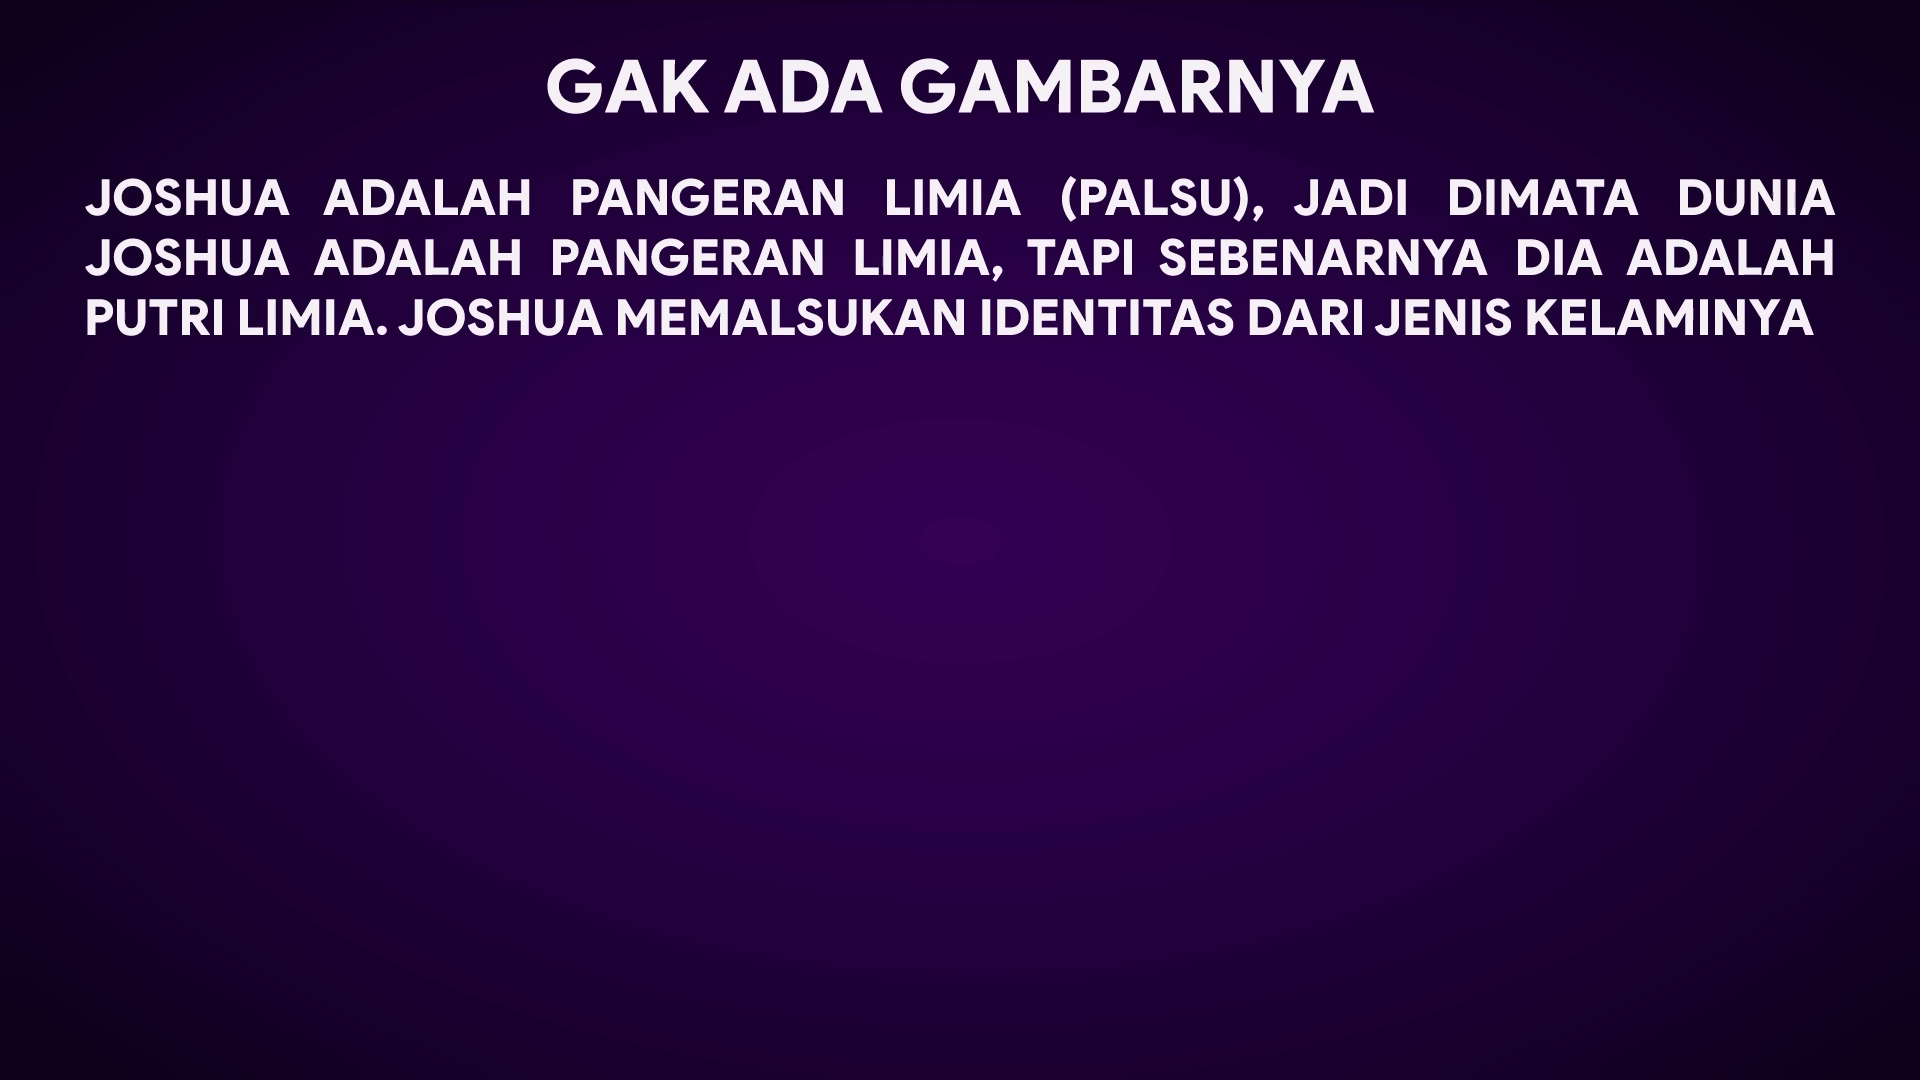 GAK ADA GAMBARNYA
JOSHUA ADALAH PANGERAN LIMIA (PALSU), JADI DIMATA DUNIA
JOSHUA ADALAH PANGERAN LIMIA, TAPI SEBENARNYA DIA ADALAH
PUTRI LIMIA. JOSHUA MEMALSUKAN IDENTITAS DARI JENIS KELAMINYA